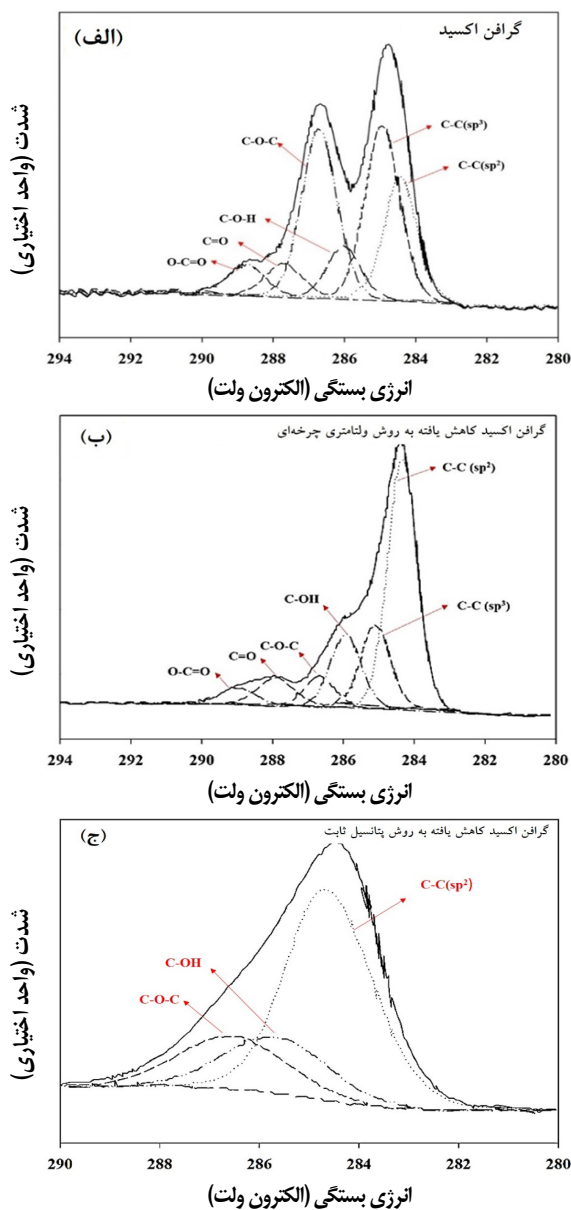 گرافن اکسید
(الف)
C-C(sp³)
C-O-C
C-C(sp²)
C-O-H
C=O
O-C=O
شدت (واحد اختیاری)
294 292 290 288 286 284 282 280
انرژی بستگی (الکترون ولت)
گرافن اکسید کاهش یافته به روش ولتامتری چرخه‌ای
(ب)
C-C (sp²)
C-OH
C-C (sp³)
C-O-C
C=O
O-C=O
شدت (واحد اختیاری)
294 292 290 288 286 284 282 280
انرژی بستگی (الکترون ولت)
گرافن اکسید کاهش یافته به روش پتانسیل ثابت
(ج)
C-C(sp²)
C-OH
C-O-C
شدت (واحد اختیاری)
290 288 286 284 282 280
انرژی بستگی (الکترون ولت)